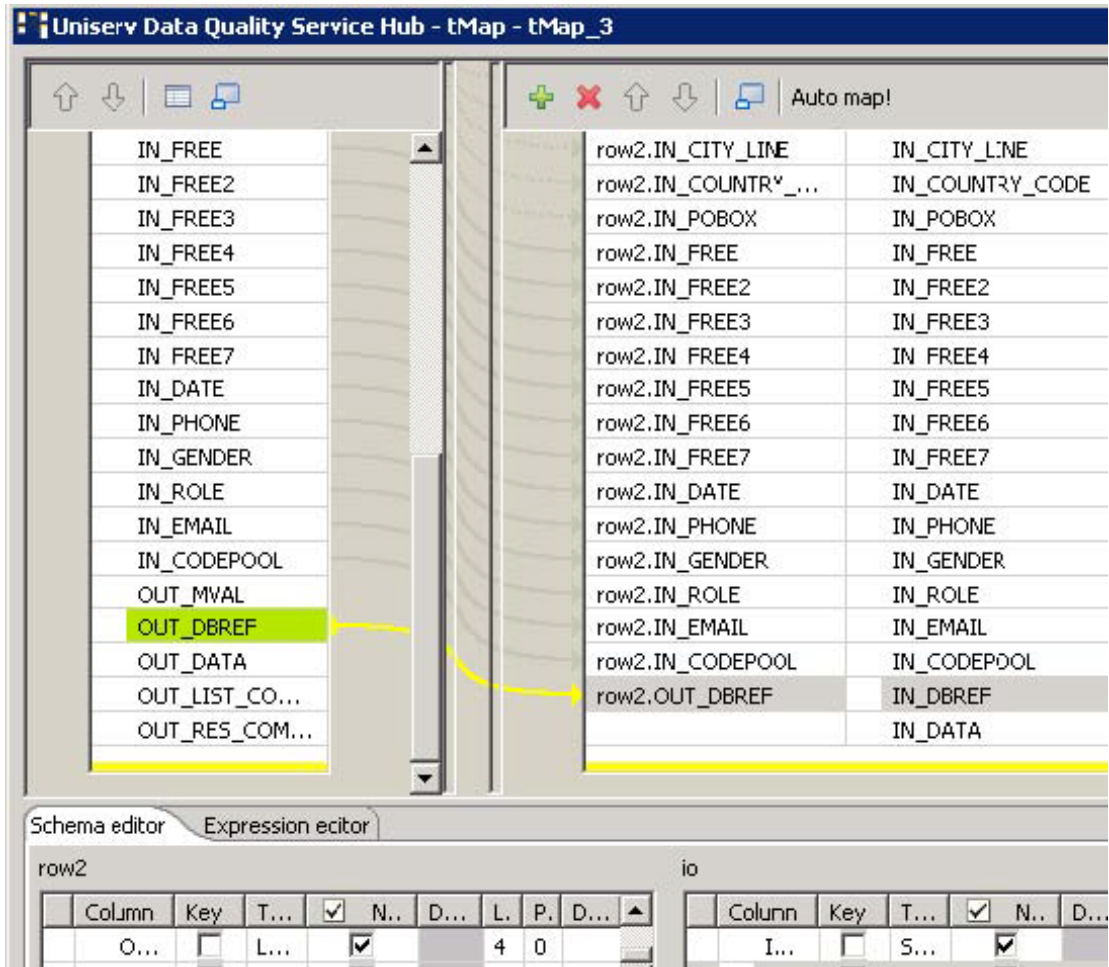 Uniserv Data Quality Service Hub - tMap - tMap_3
Auto map!
IN_FREE
IN_FREE2
IN_FREE3
IN_FREE4
IN_FREE5
IN_FREE6
IN_FREE7
IN_DATE
IN_PHONE
IN_GENDER
IN_ROLE
IN_EMAIL
IN_CODEPOOL
OUT_MVAL
OUT_DBREF
OUT_DATA
OUT_LIST_CO...
OUT_RES_COM...
row2.IN_CITY_LINE IN_CITY_LINE
row2.IN_COUNTRY_... IN_COUNTRY_CODE
row2.IN_POBOX IN_POBOX
row2.IN_FREE IN_FREE
row2.IN_FREE2 IN_FREE2
row2.IN_FREE3 IN_FREE3
row2.IN_FREE4 IN_FREE4
row2.IN_FREE5 IN_FREE5
row2.IN_FREE6 IN_FREE6
row2.IN_FREE7 IN_FREE7
row2.IN_DATE IN_DATE
row2.IN_PHONE IN_PHONE
row2.IN_GENDER IN_GENDER
row2.IN_ROLE IN_ROLE
row2.IN_EMAIL IN_EMAIL
row2.IN_CODEPOOL IN_CODEPOOL
row2.OUT_DBREF IN_DBREF
IN_DATA
Schema editor Expression editor
row2
Column Key T... N.. D... L. P. D...
O... L... 4 0
io
Column Key T... N.. D...
I... S...